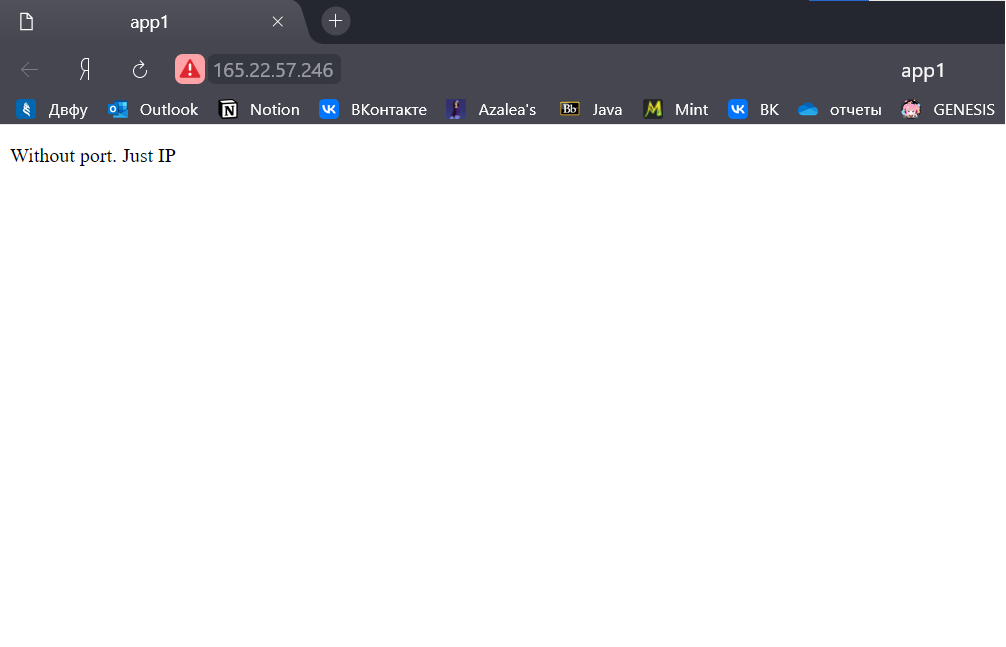 app1
Я 165.22.57.246 app1
Двфу Outlook Notion ВКонтакте Azalea's Bb Java M Mint ВК отчеты GENESIS
Without port. Just IP